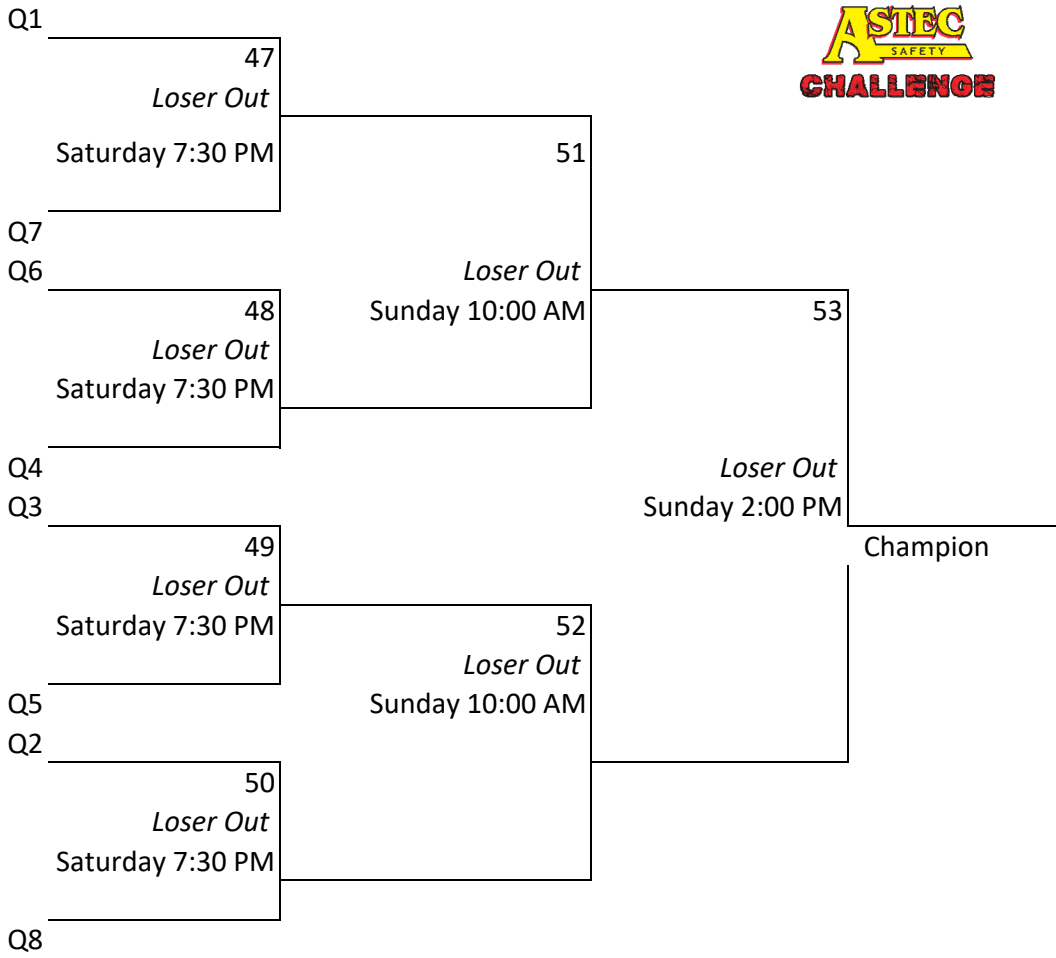 Q1
ASTEC
SAFETY
CHALLENGE
47
Loser Out
Saturday 7:30 PM
51
Q7
Q6
Loser Out
48
Sunday 10:00 AM
53
Loser Out
Saturday 7:30 PM
Q4
Loser Out
Q3
Sunday 2:00 PM
49
Champion
Loser Out
Saturday 7:30 PM
52
Loser Out
Q5
Sunday 10:00 AM
Q2
50
Loser Out
Saturday 7:30 PM
Q8